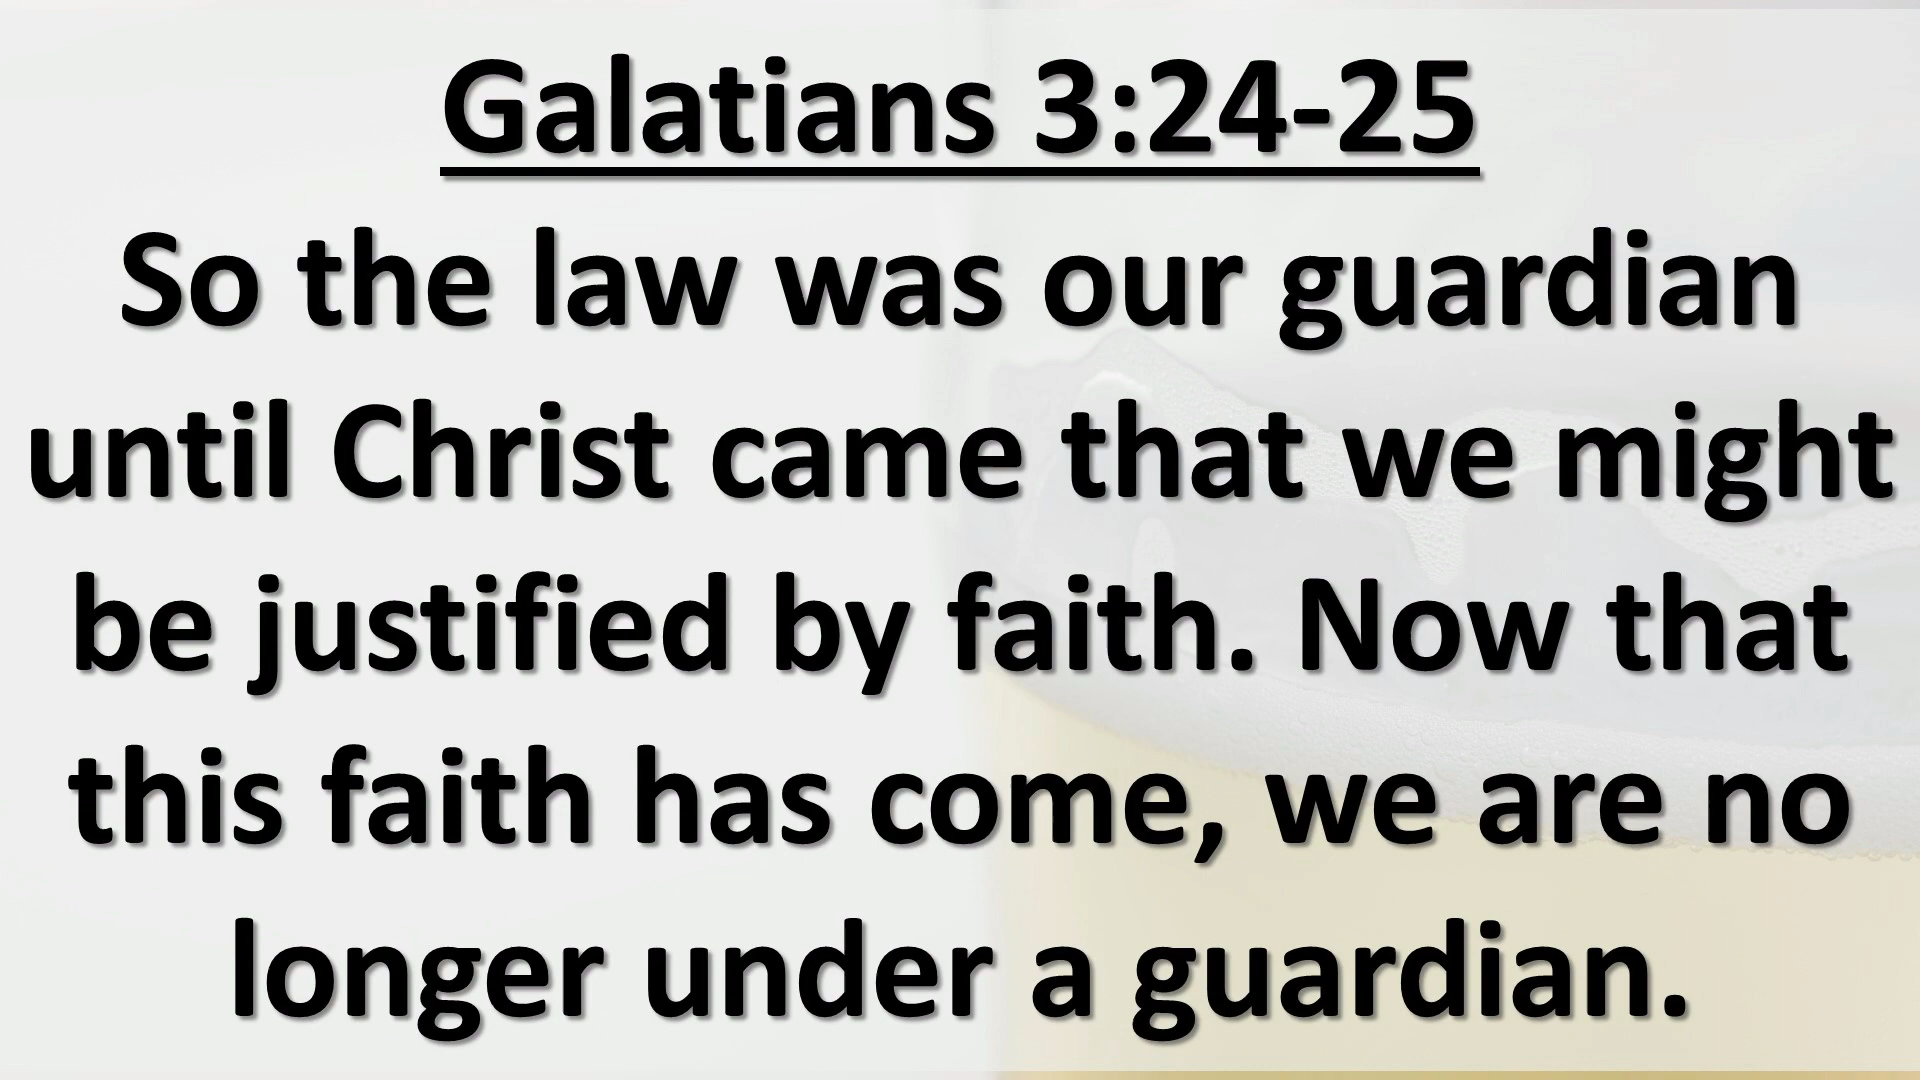 Galatians 3:24-25
So the law was our guardian
until Christ came that we might
be justified by faith. Now that
this faith has come, we are no
longer under a guardian.